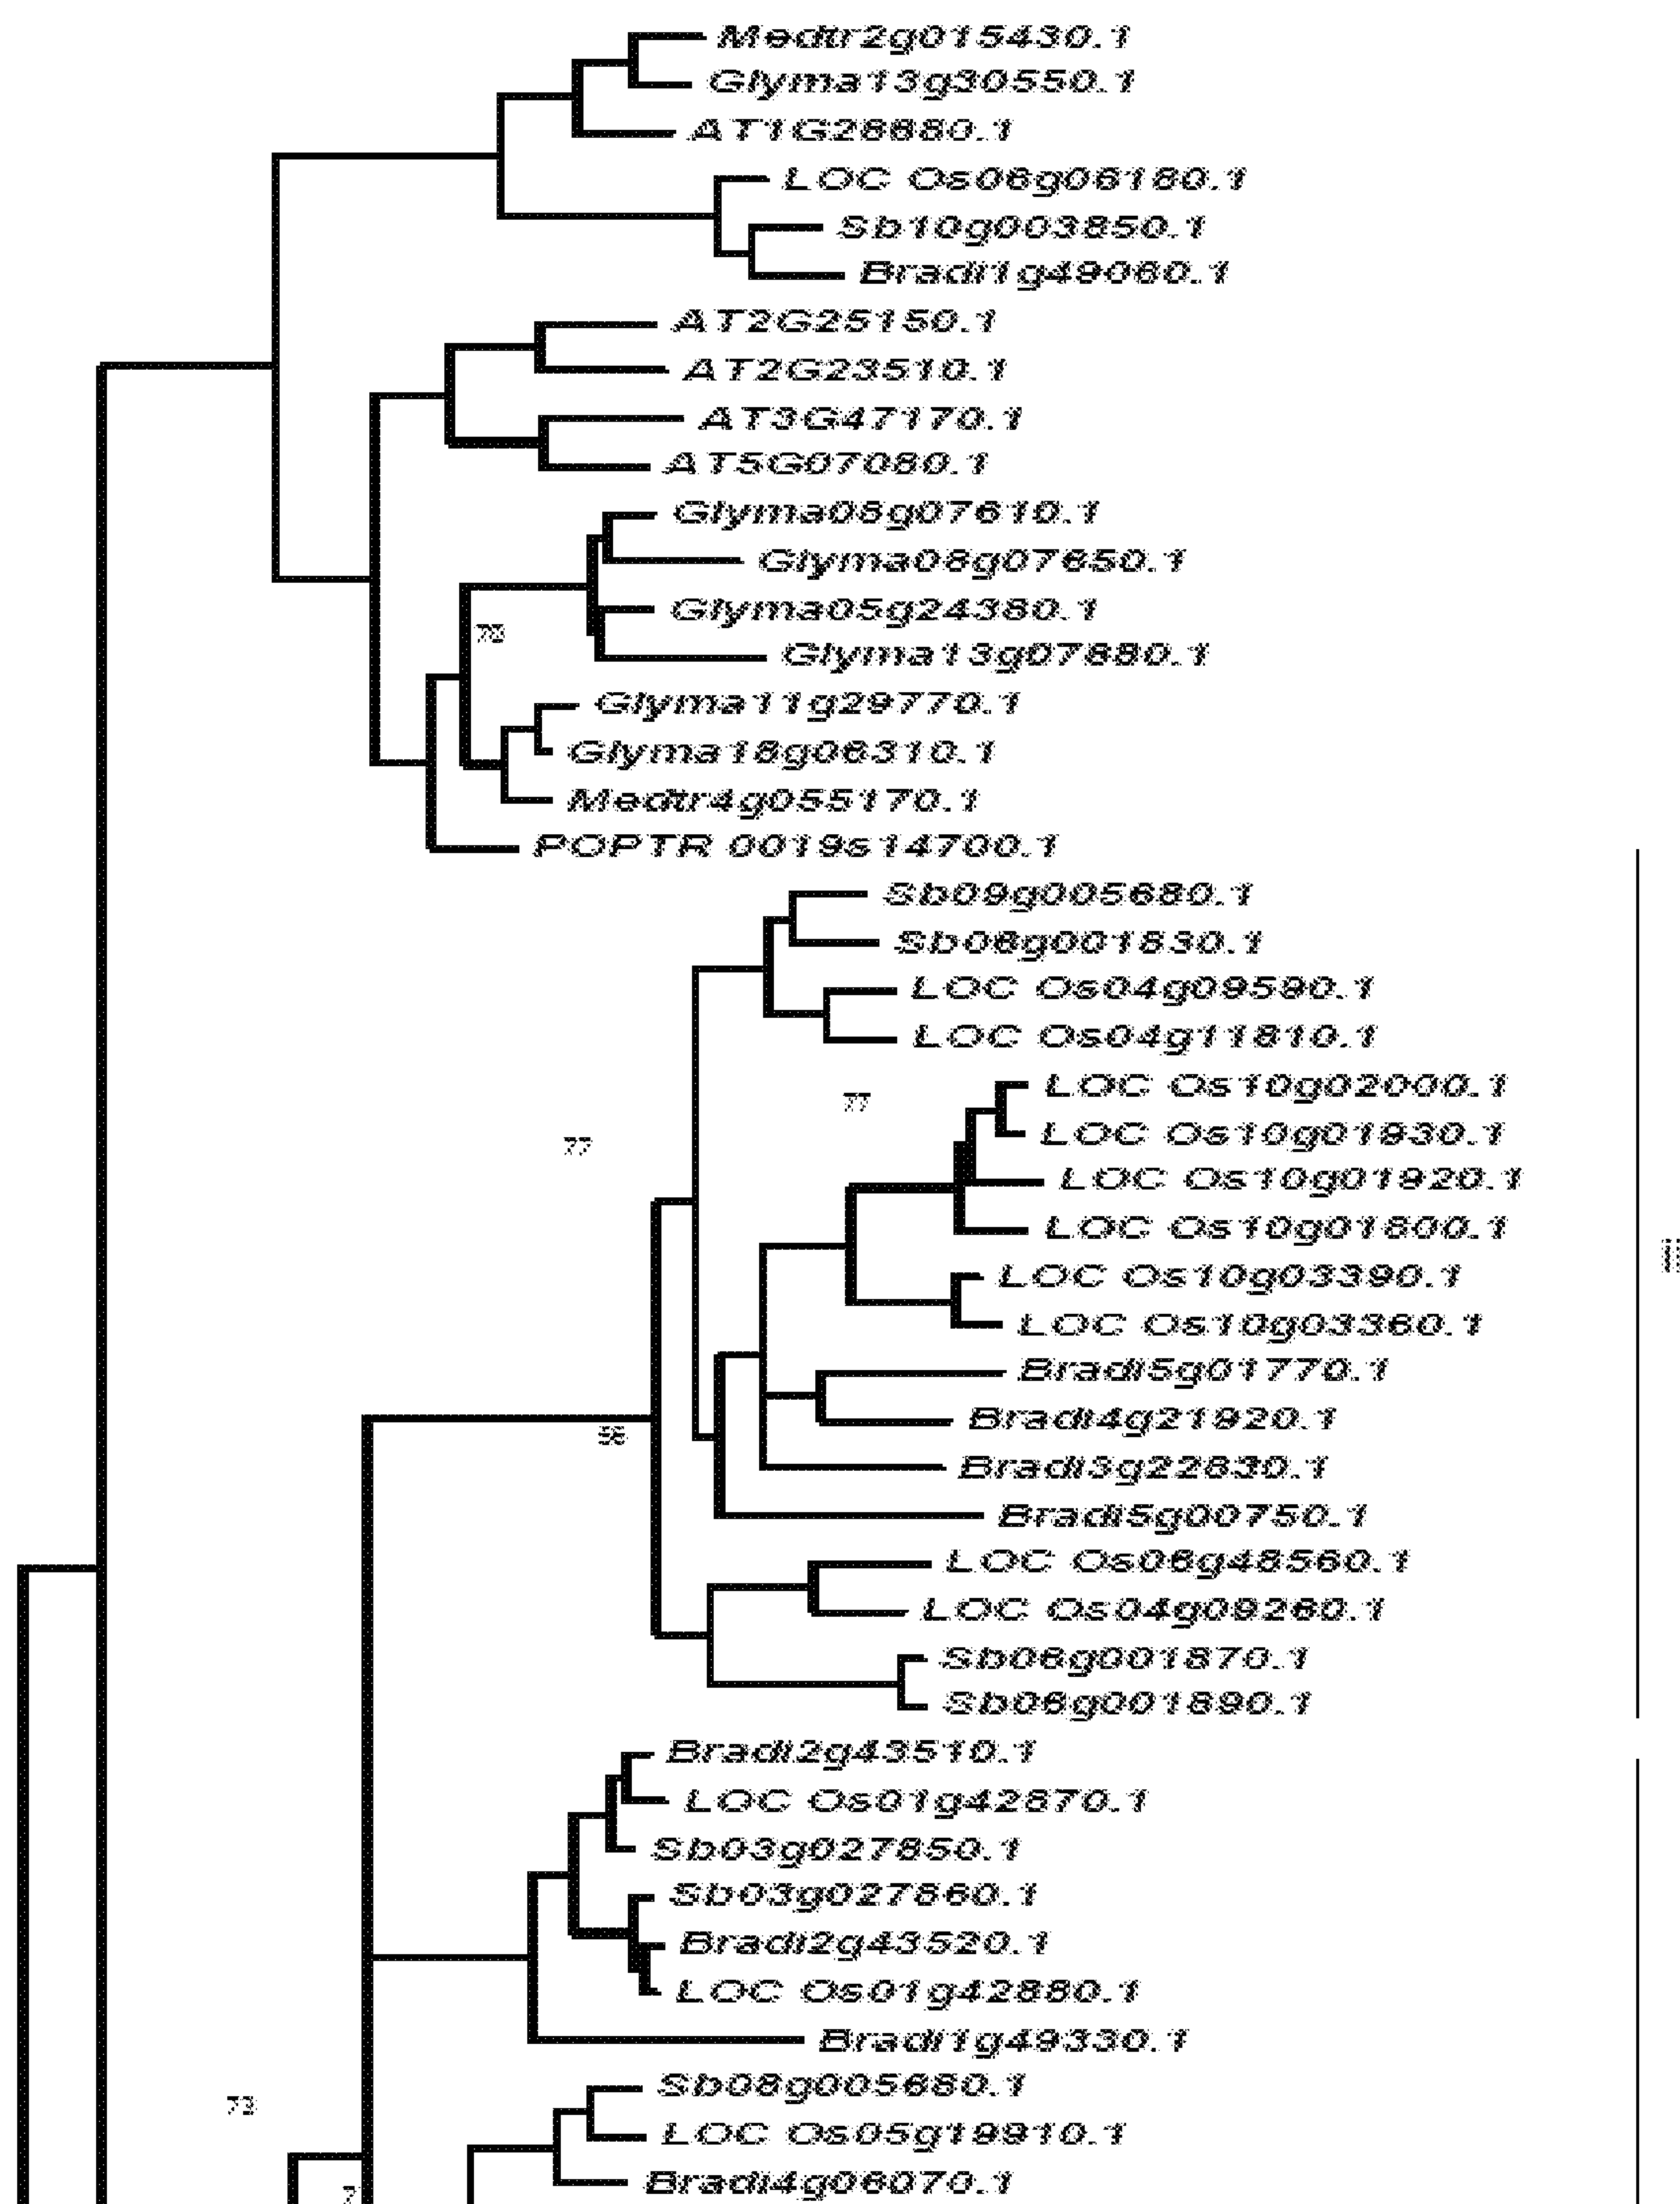 Medtr2g015430.1
Glyma13g30550.1
AT1G28680.1
LOC Os06g06180.1
Sb10g003850.1
Bradi1g49060.1
AT2G25150.1
AT2G23510.1
AT3G47170.1
AT5G07080.1
Glyma08g07610.1
Glyma08g07650.1
Glyma05g24380.1
78
Glyma13g07880.1
Glyma11g29770.1
Glyma18g06310.1
Medtr4g055170.1
POPTR 0019s14700.1
Sb09g005680.1
Sb06g001830.1
LOC Os04g09590.1
LOC Os04g11810.1
LOC Os10g02000.1
77
LOC Os10g01930.1
77
LOC Os10g01920.1
LOC Os10g01800.1
LOC Os10g03390.1
LOC Os10g03360.1
Bradi5g01770.1
Bradi4g21920.1
Bradi3g22830.1
Bradi5g00750.1
LOC Os06g48560.1
LOC Os04g09260.1
Sb06g001870.1
Sb06g001890.1
Bradi2g43510.1
LOC Os01g42870.1
Sb03g027850.1
Sb03g027860.1
Bradi2g43520.1
LOC Os01g42880.1
Bradi1g49330.1
Sb08g005680.1
73
LOC Os05g19910.1
Bradi4g06070.1